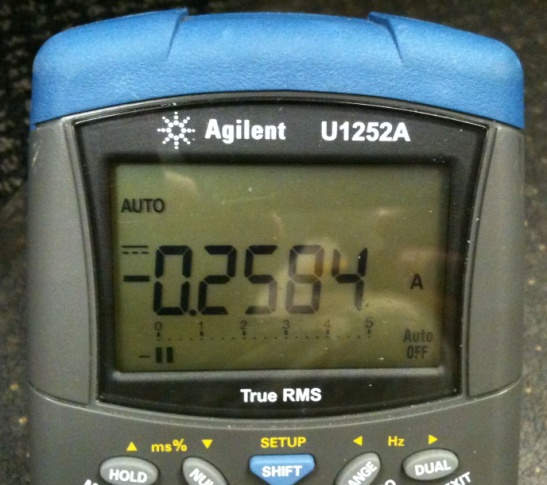 Agilent U1252A
AUTO
-0.2584 A
0 1 2 3 4 5
Auto
OFF
True RMS
ms% SETUP Hz
HOLD SHIFT DUAL